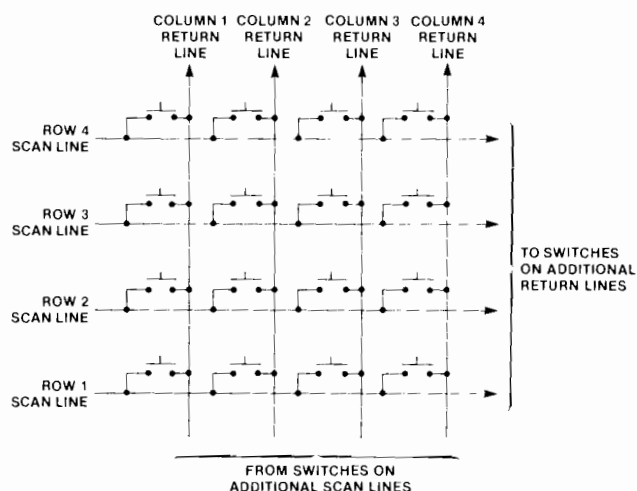 COLUMN 1 COLUMN 2 COLUMN 3 COLUMN 4
RETURN RETURN RETURN RETURN
LINE LINE LINE LINE
ROW 4
SCAN LINE
ROW 3
SCAN LINE
TO SWITCHES
ON ADDITIONAL
RETURN LINES
ROW 2
SCAN LINE
ROW 1
SCAN LINE
FROM SWITCHES ON
ADDITIONAL SCAN LINES